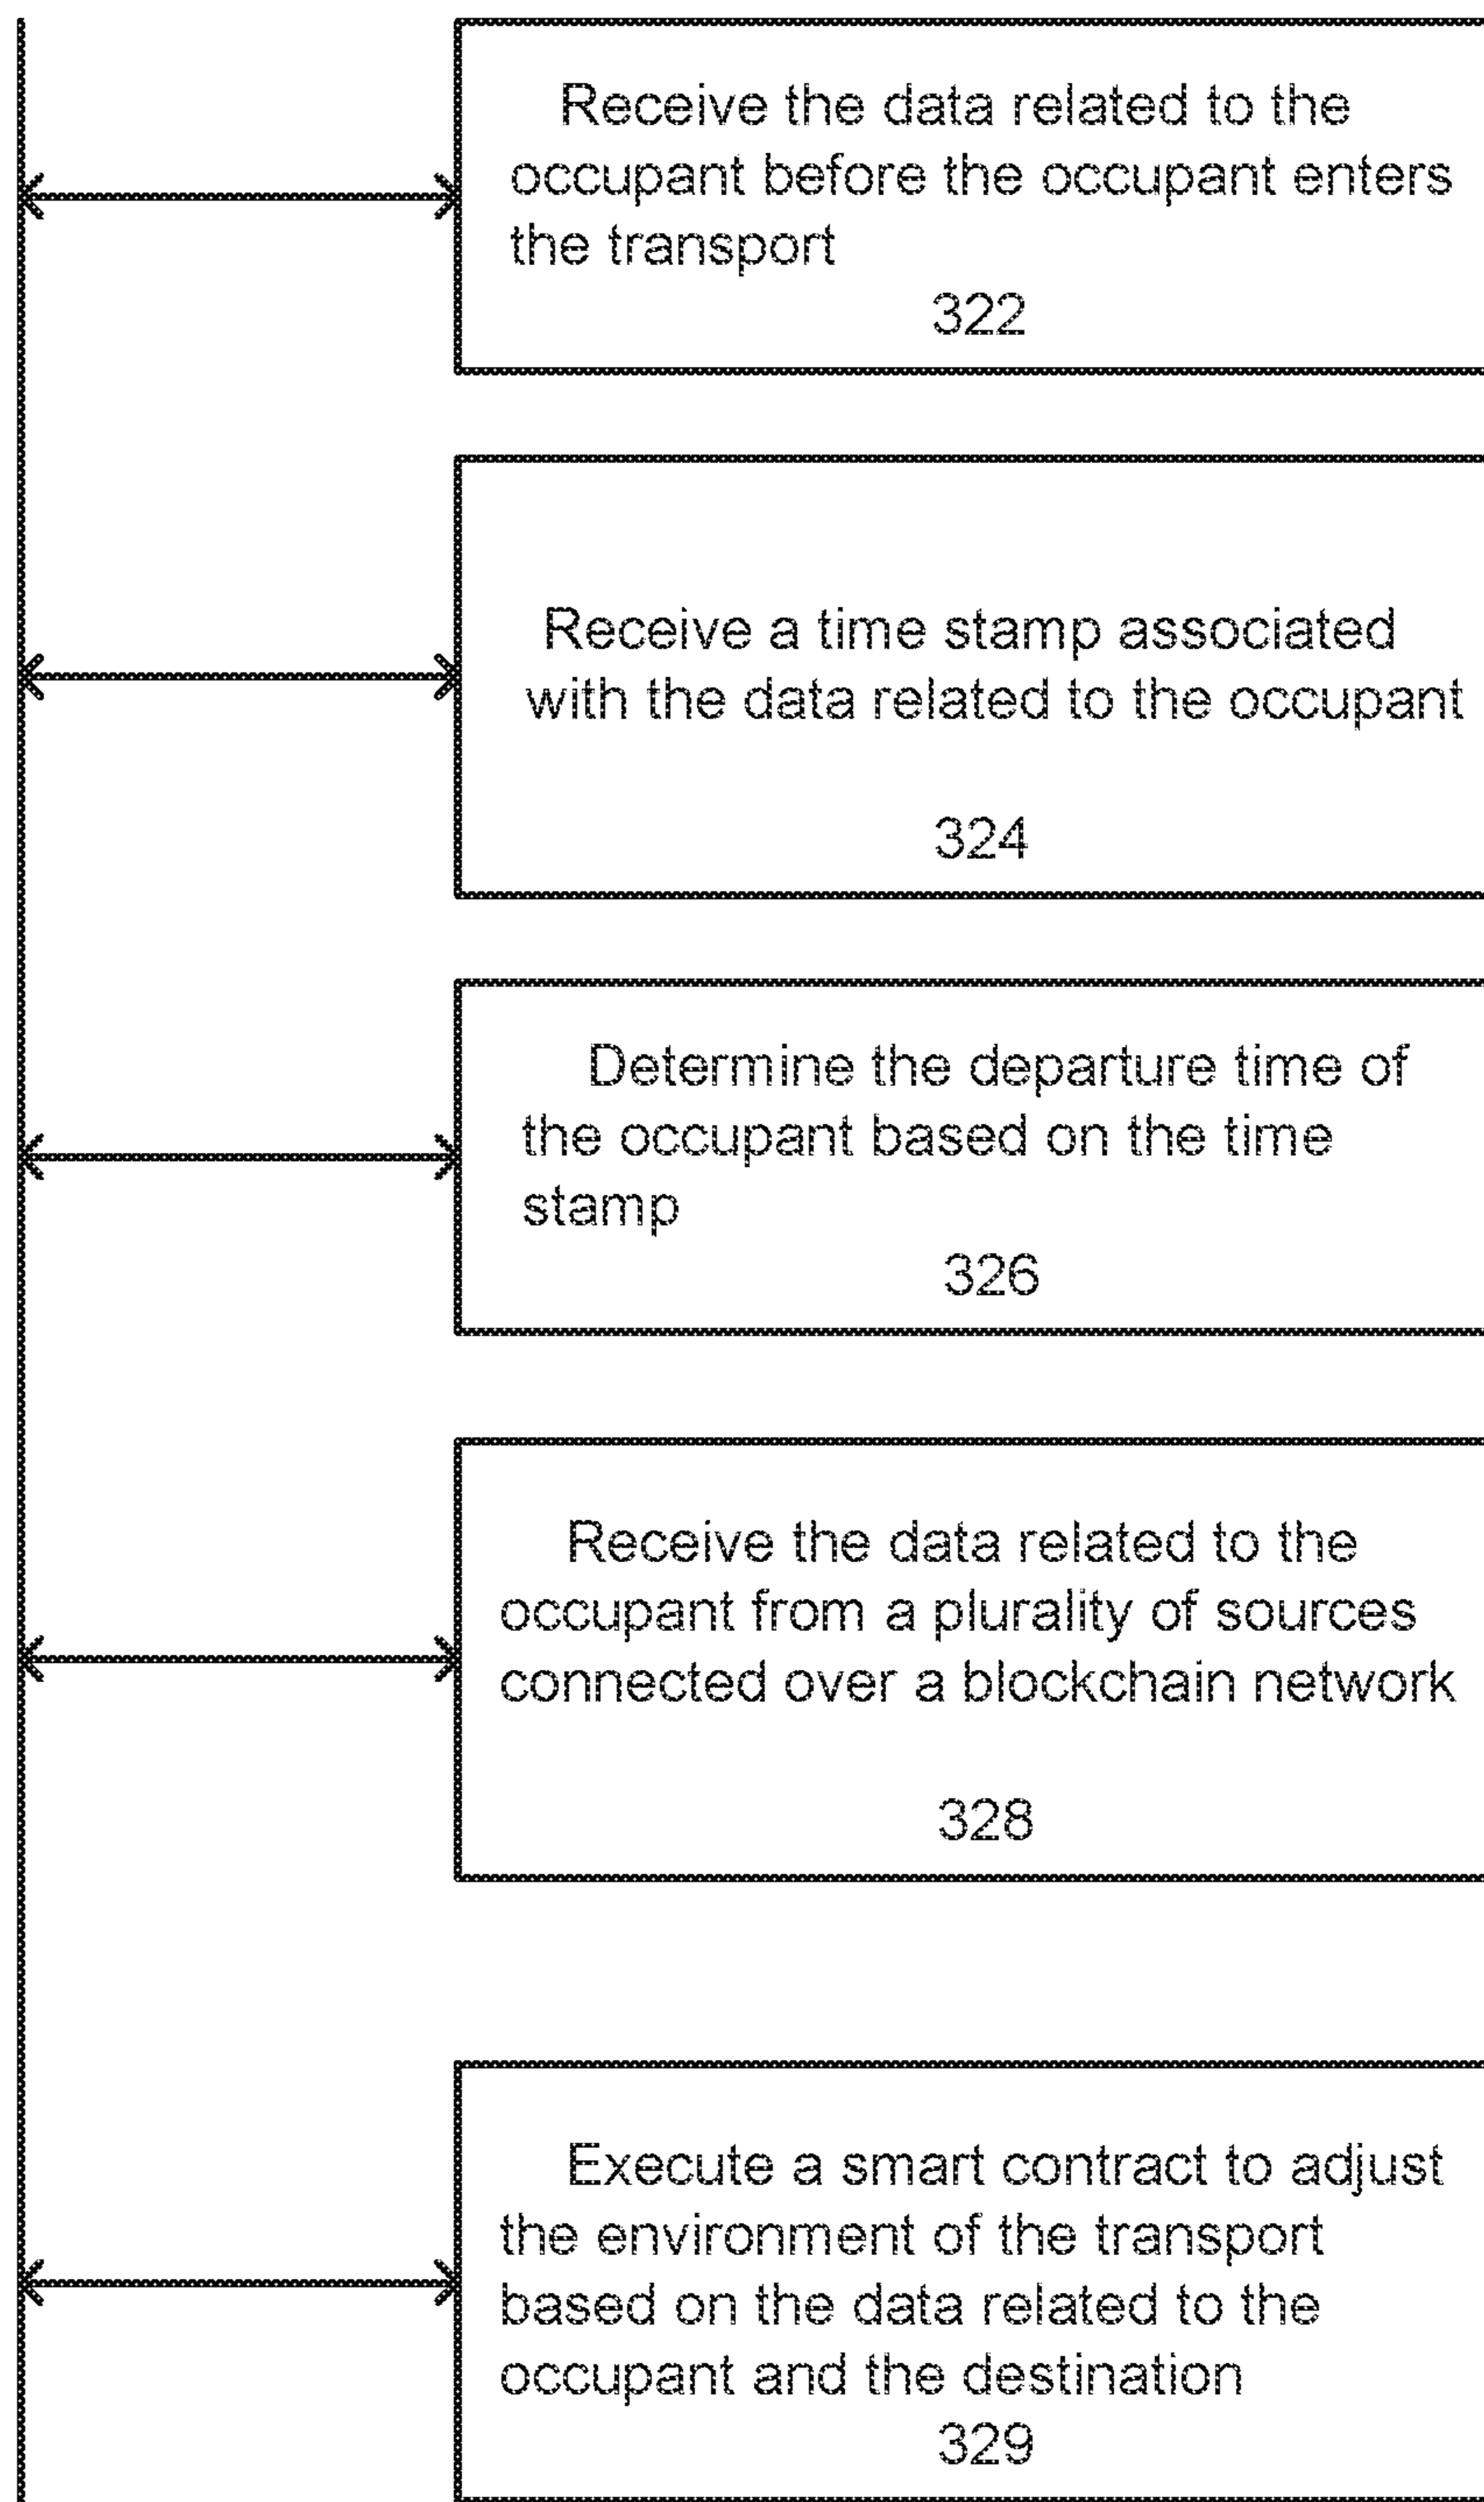 Receive the data related to the
occupant before the occupant enters
the transport
322
Receive a time stamp associated
with the data related to the occupant
324
Determine the departure time of
the occupant based on the time
stamp
326
Receive the data related to the
occupant from a plurality of sources
connected over a blockchain network
328
Execute a smart contract to adjust
the environment of the transport
based on the data related to the
occupant and the destination
329